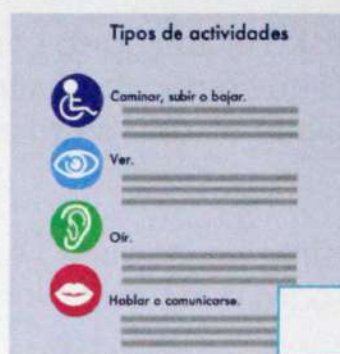 Tipos de actividades
Caminar, subir o bajar.
Ver.
Oír.
Hablar o comunicarse.